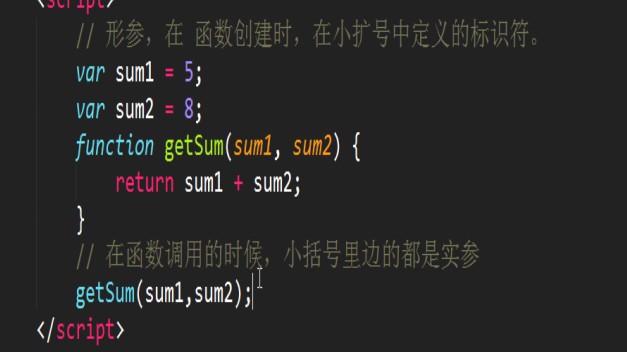 <script>
// 形参，在 函数创建时，在小扩号中定义的标识符。
var sum1 = 5;
var sum2 = 8;
function getSum(sum1, sum2) {
return sum1 + sum2;
}
// 在函数调用的时候，小括号里边的都是实参
getSum(sum1,sum2);
</script>